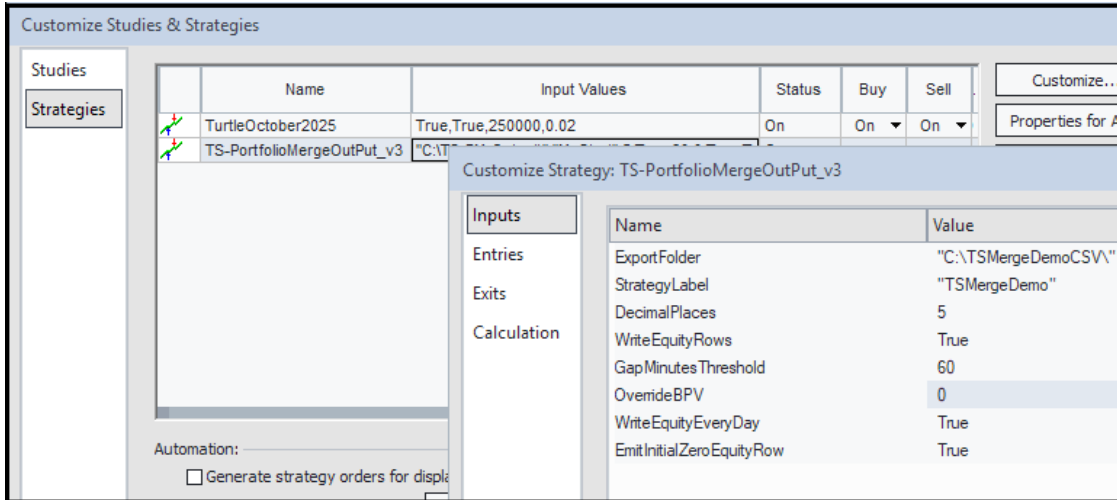 Customize Studies & Strategies
Studies
Strategies
Name Input Values Status Buy Sell
TurtleOctober2025 True,True,250000,0.02 On On On
TS-PortfolioMergeOutPut_v3 "C:\T
Customize..
Properties for A
Customize Strategy: TS-PortfolioMergeOutPut_v3
Inputs
Entries
Exits
Calculation
Name Value
ExportFolder "C:\TSMergeDemoCSV\"
StrategyLabel "TSMergeDemo"
DecimalPlaces 5
WriteEquityRows True
GapMinutesThreshold 60
OverrideBPV 0
WriteEquityEveryDay True
EmitInitialZeroEquityRow True
Automation:
Generate strategy orders for displa